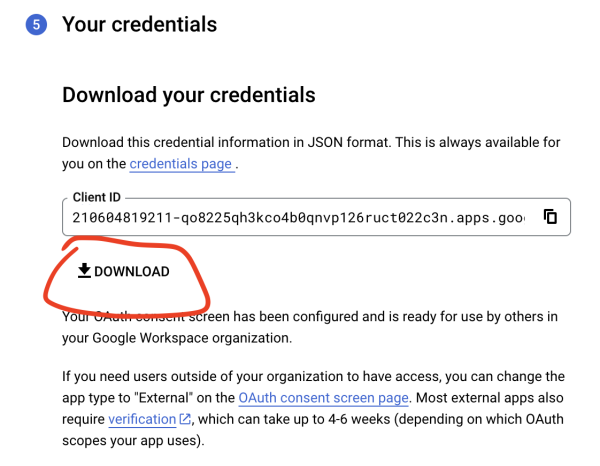 5 Your credentials
Download your credentials
Download this credential information in JSON format. This is always available for
you on the credentials page .
Client ID
210604819211-qo8225qh3kco4b0qnvp126ruct022c3n.apps.goo
DOWNLOAD
Your OAuth consent screen has been configured and is ready for use by others in
your Google Workspace organization.
If you need users outside of your organization to have access, you can change the
app type to "External" on the OAuth consent screen page. Most external apps also
require verification, which can take up to 4-6 weeks (depending on which OAuth
scopes your app uses).